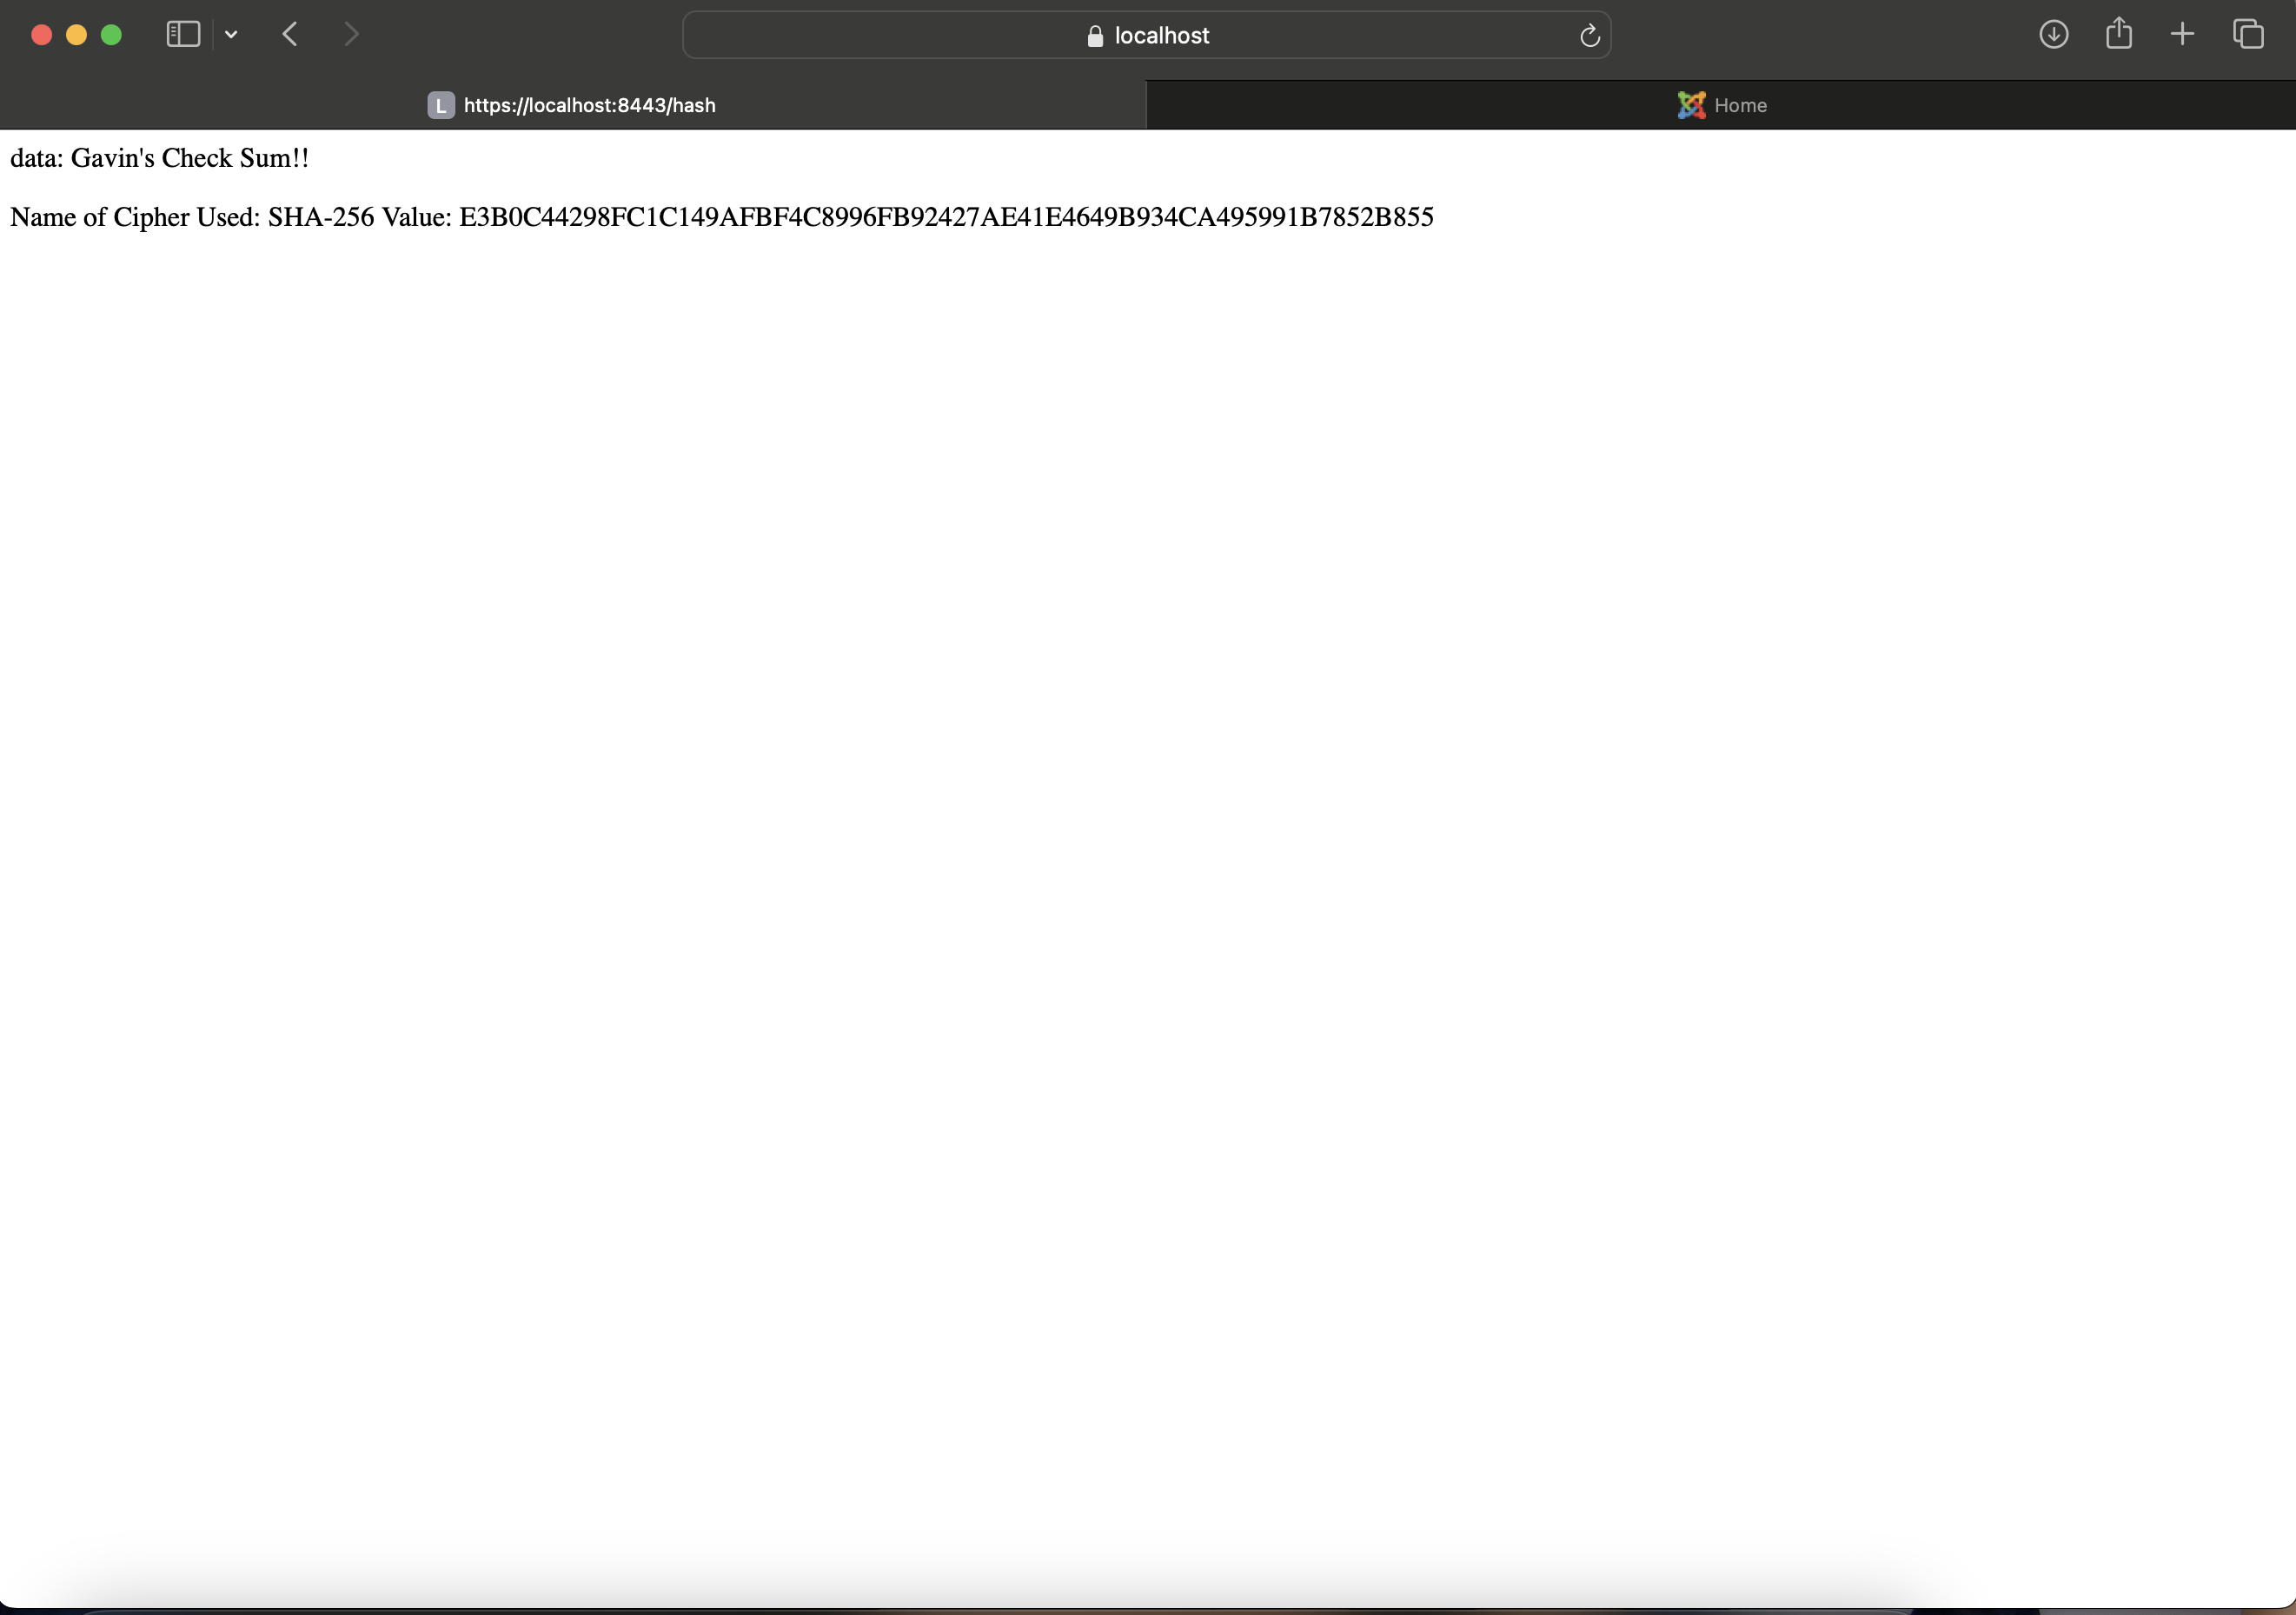 localhost
L https://localhost:8443/hash
Home
data: Gavin's Check Sum!!
Name of Cipher Used: SHA-256 Value: E3B0C44298FC1C149AFBF4C8996FB92427AE41E4649B934CA495991B7852B855